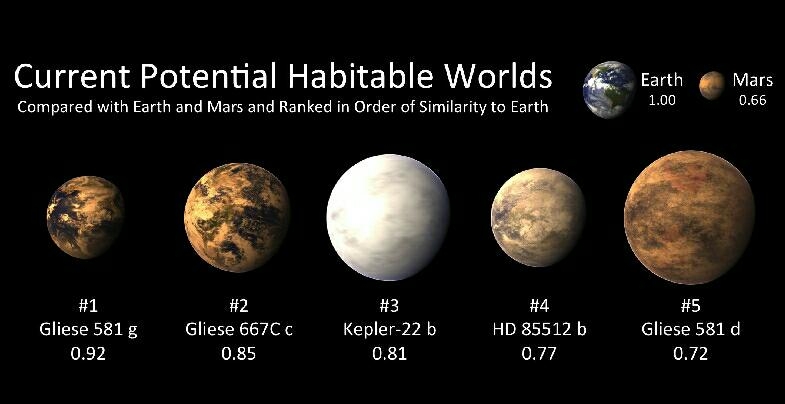 Current Potential Habitable Worlds
Compared with Earth and Mars and Ranked in Order of Similarity to Earth
Earth
1.00
Mars
0.66
#1
Gliese 581 g
0.92
#2
Gliese 667C c
0.85
#3
Kepler-22 b
0.81
#4
HD 85512 b
0.77
#5
Gliese 581 d
0.72